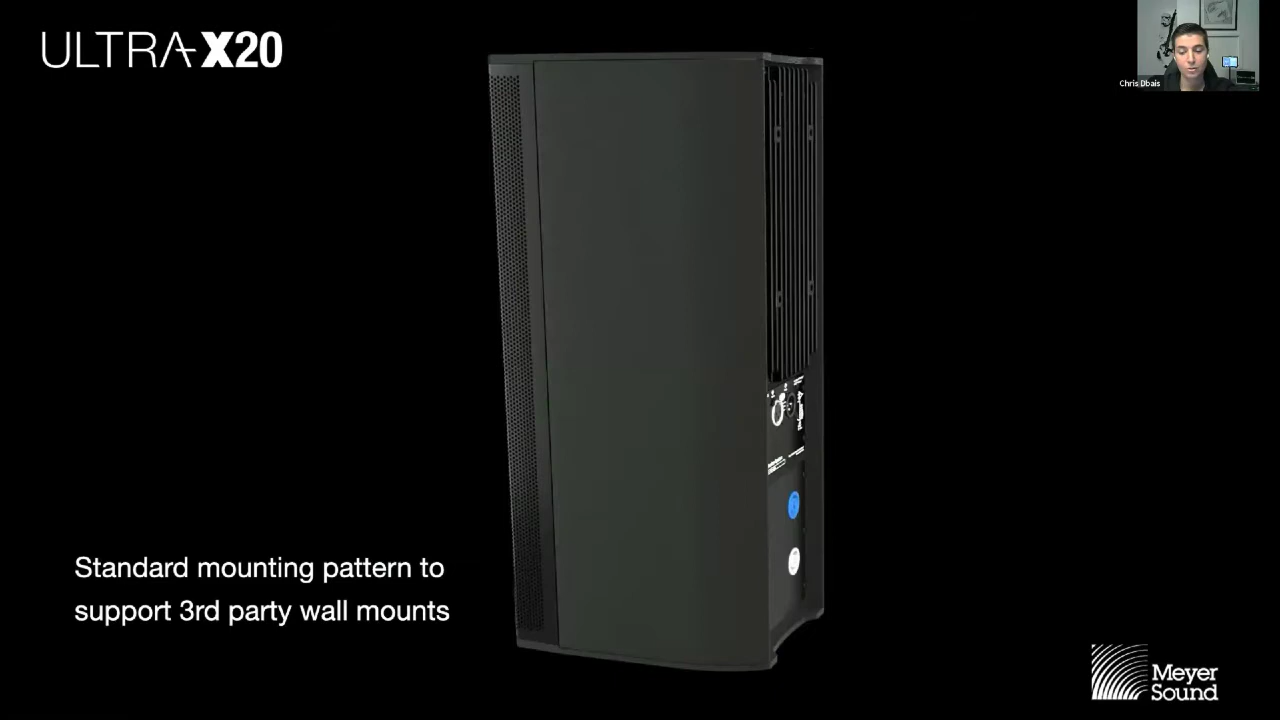 ULTRA-X20
Chris Dbais
Standard mounting pattern to
support 3rd party wall mounts
Meyer
Sound